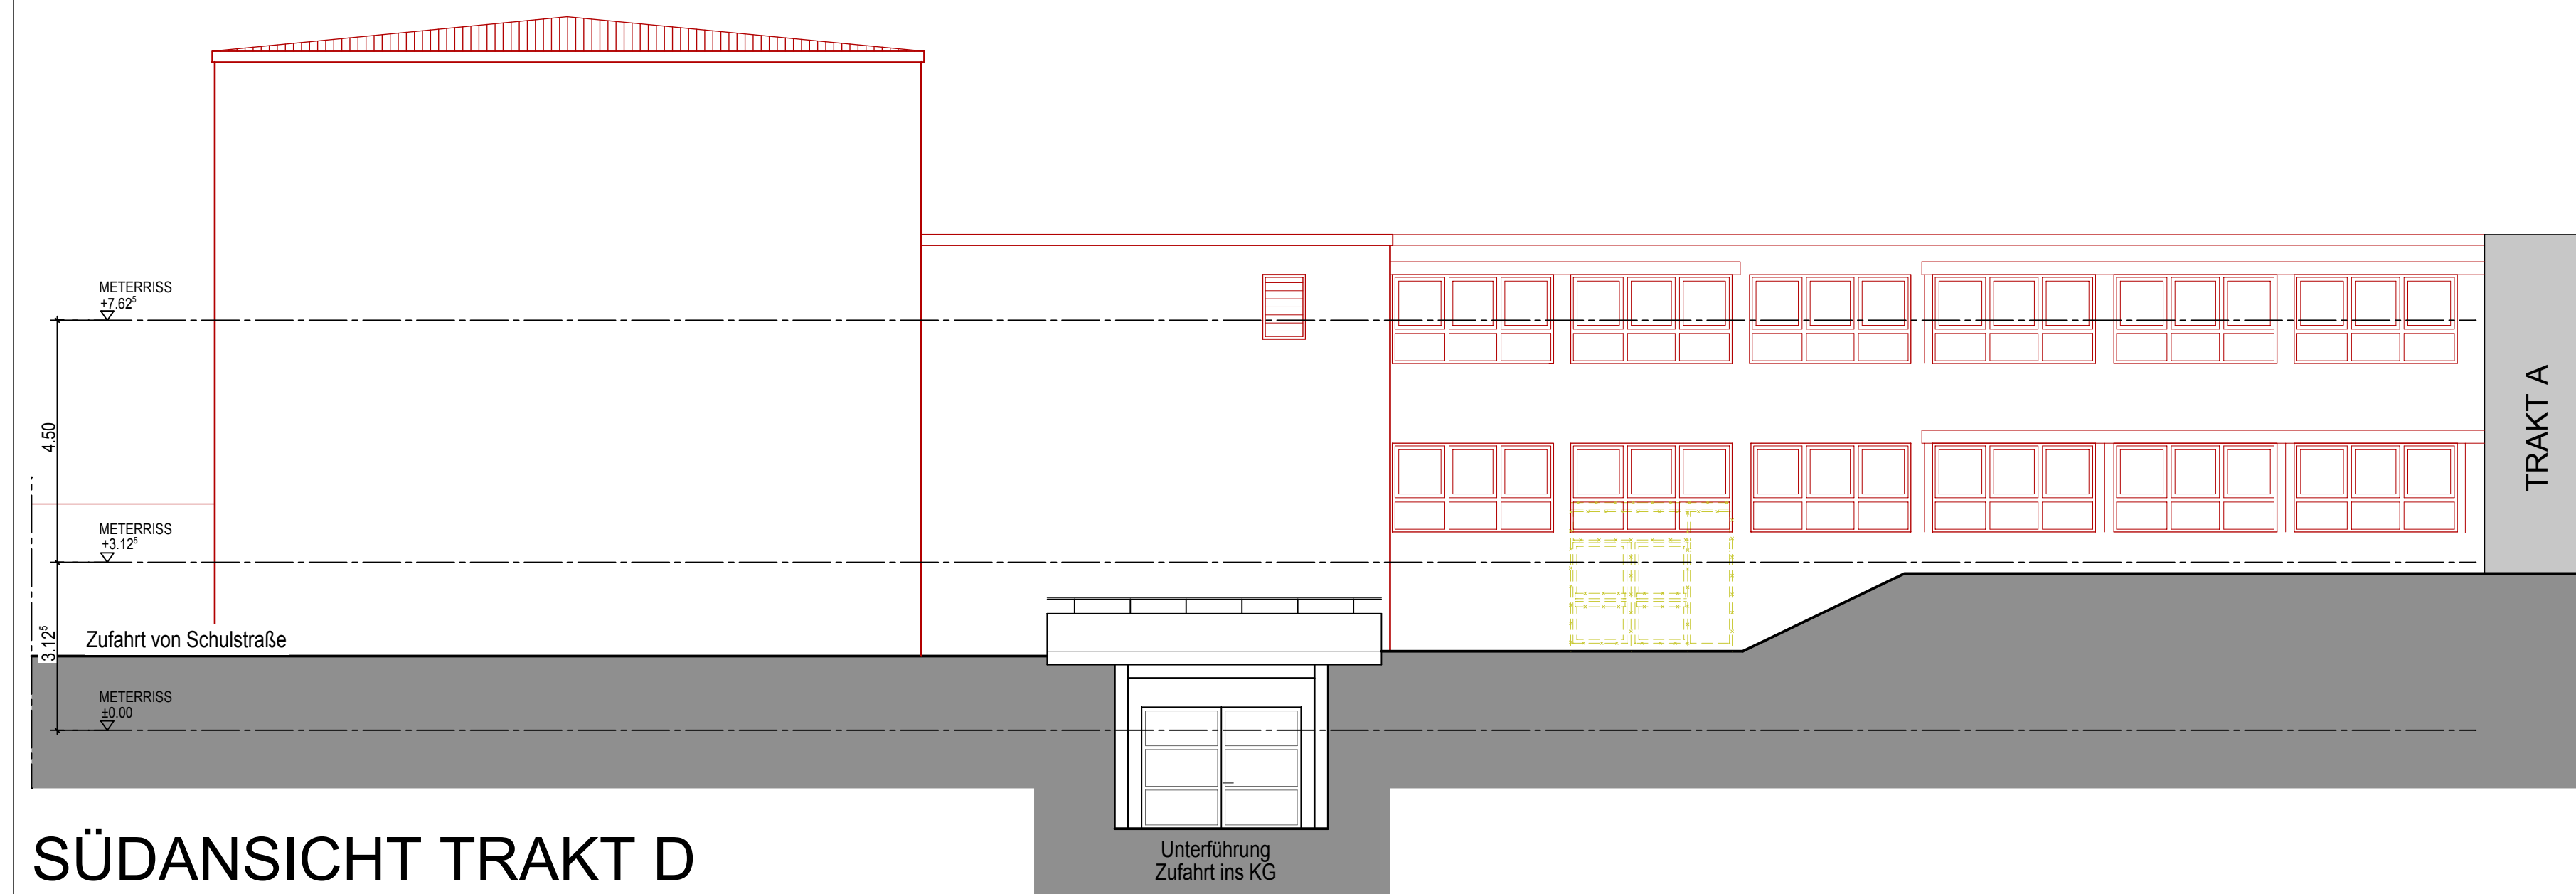 METERRISS
+7.62⁵
4.50
TRAKT A
METERRISS
+3.12⁵
3.12⁵
Zufahrt von Schulstraße
METERRISS
±0.00
Unterführung
Zufahrt ins KG
SÜDANSICHT TRAKT D